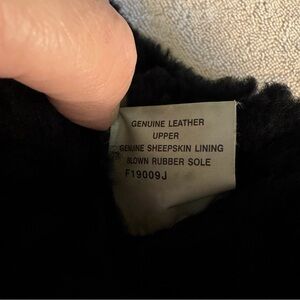 GENUINE LEATHER
UPPER
GENUINE SHEEPSKIN LINING
BLOWN RUBBER SOLE
F19009J